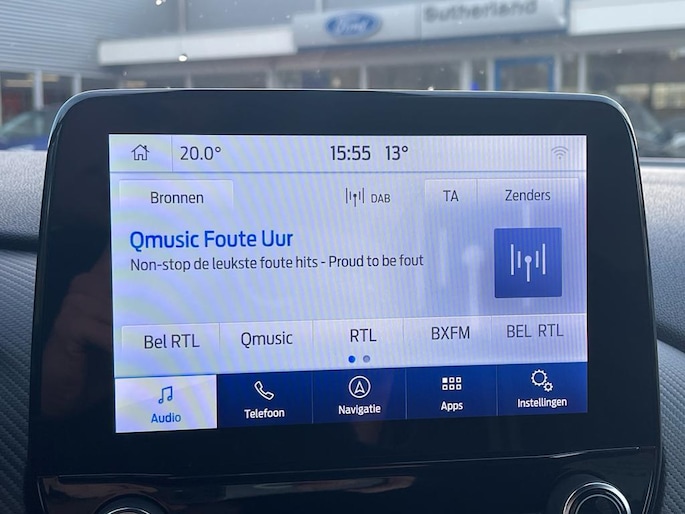 Ford Sutherland
20.0° 15:55 13°
Bronnen DAB TA Zenders
Qmusic Foute Uur
Non-stop de leukste foute hits - Proud to be fout
Bel RTL Qmusic RTL BXFM BEL RTL
Audio Telefoon Navigatie Apps Instellingen